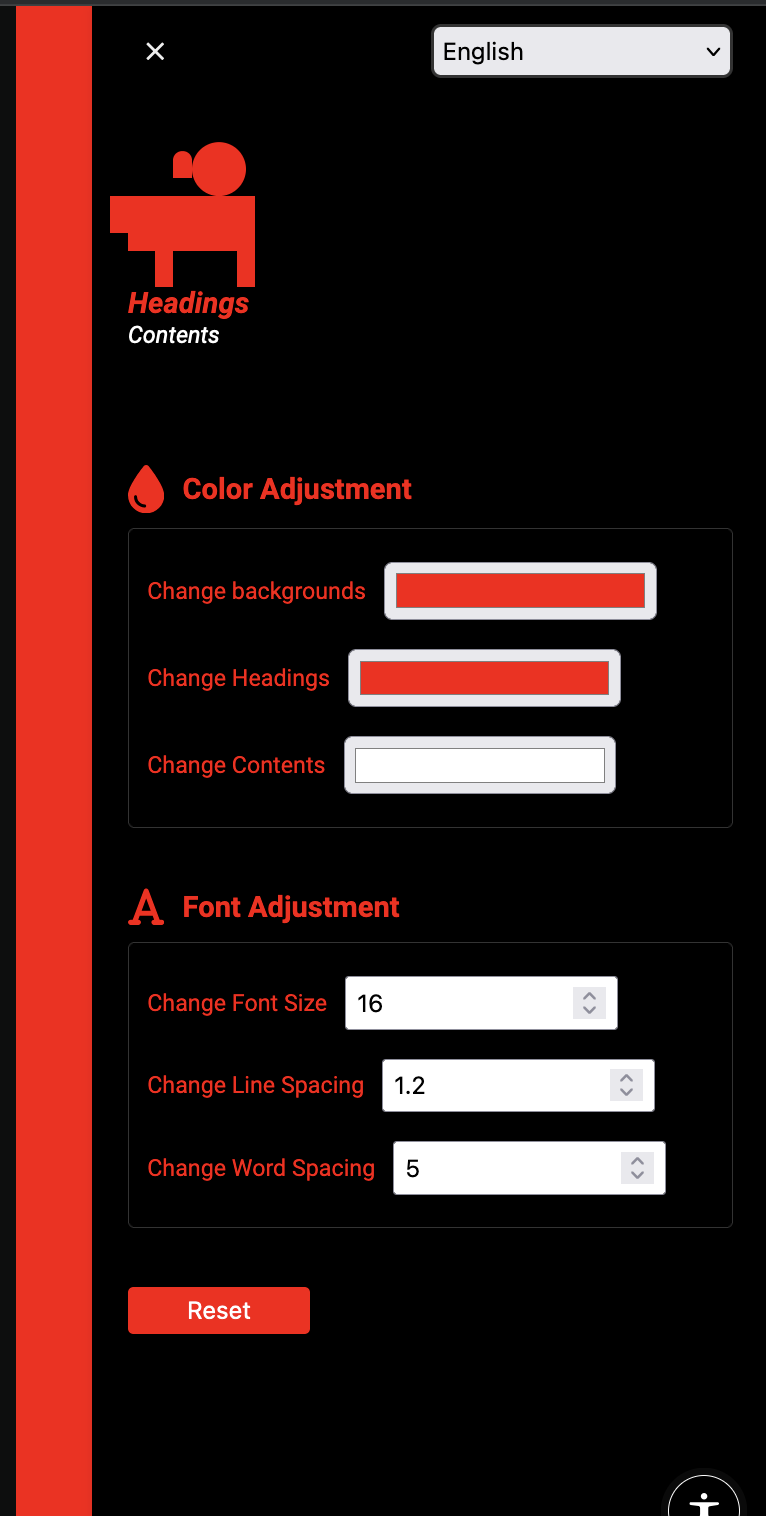 English
Headings
Contents
Color Adjustment
Change backgrounds
Change Headings
Change Contents
Font Adjustment
Change Font Size 16
Change Line Spacing 1.2
Change Word Spacing 5
Reset